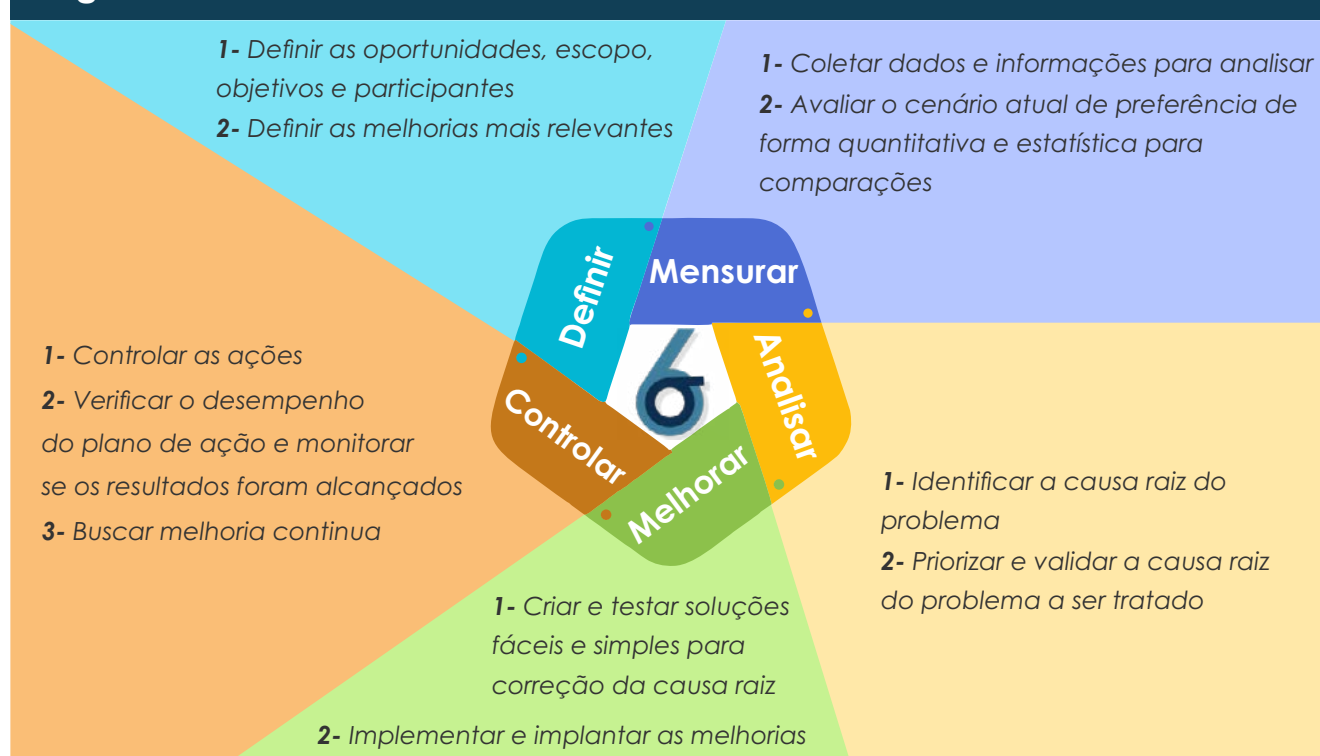 1- Definir as oportunidades, escopo,
objetivos e participantes
2- Definir as melhorias mais relevantes
1- Coletar dados e informações para analisar
2- Avaliar o cenário atual de preferência de
forma quantitativa e estatística para
comparações
Definir
Mensurar
Analisar
Melhorar
Controlar
6
1- Controlar as ações
2- Verificar o desempenho
do plano de ação e monitorar
se os resultados foram alcançados
3- Buscar melhoria continua
1- Identificar a causa raiz do
problema
2- Priorizar e validar a causa raiz
do problema a ser tratado
1- Criar e testar soluções
fáceis e simples para
correção da causa raiz
2- Implementar e implantar as melhorias